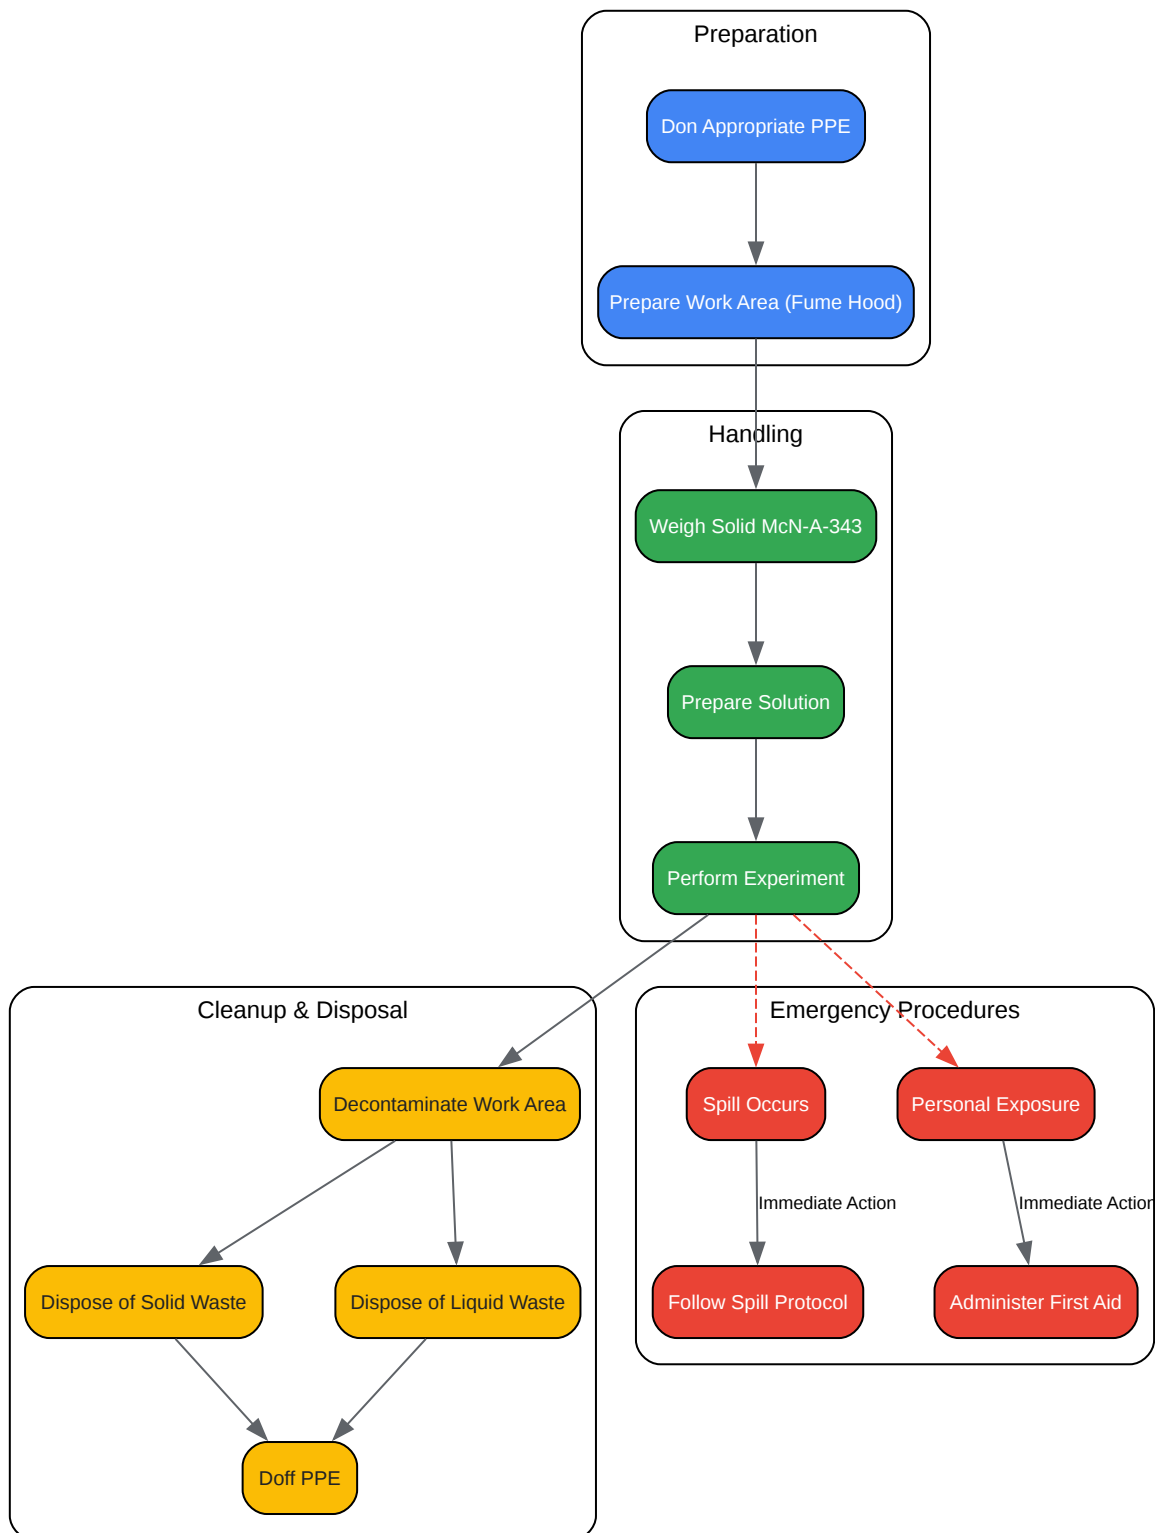 Preparation
Don Appropriate PPE
Prepare Work Area (Fume Hood)
Handling
Weigh Solid McN-A-343
Prepare Solution
Perform Experiment
Cleanup & Disposal
Decontaminate Work Area
Dispose of Solid Waste
Dispose of Liquid Waste
Doff PPE
Emergency Procedures
Spill Occurs
Personal Exposure
Immediate Action
Immediate Action
Follow Spill Protocol
Administer First Aid